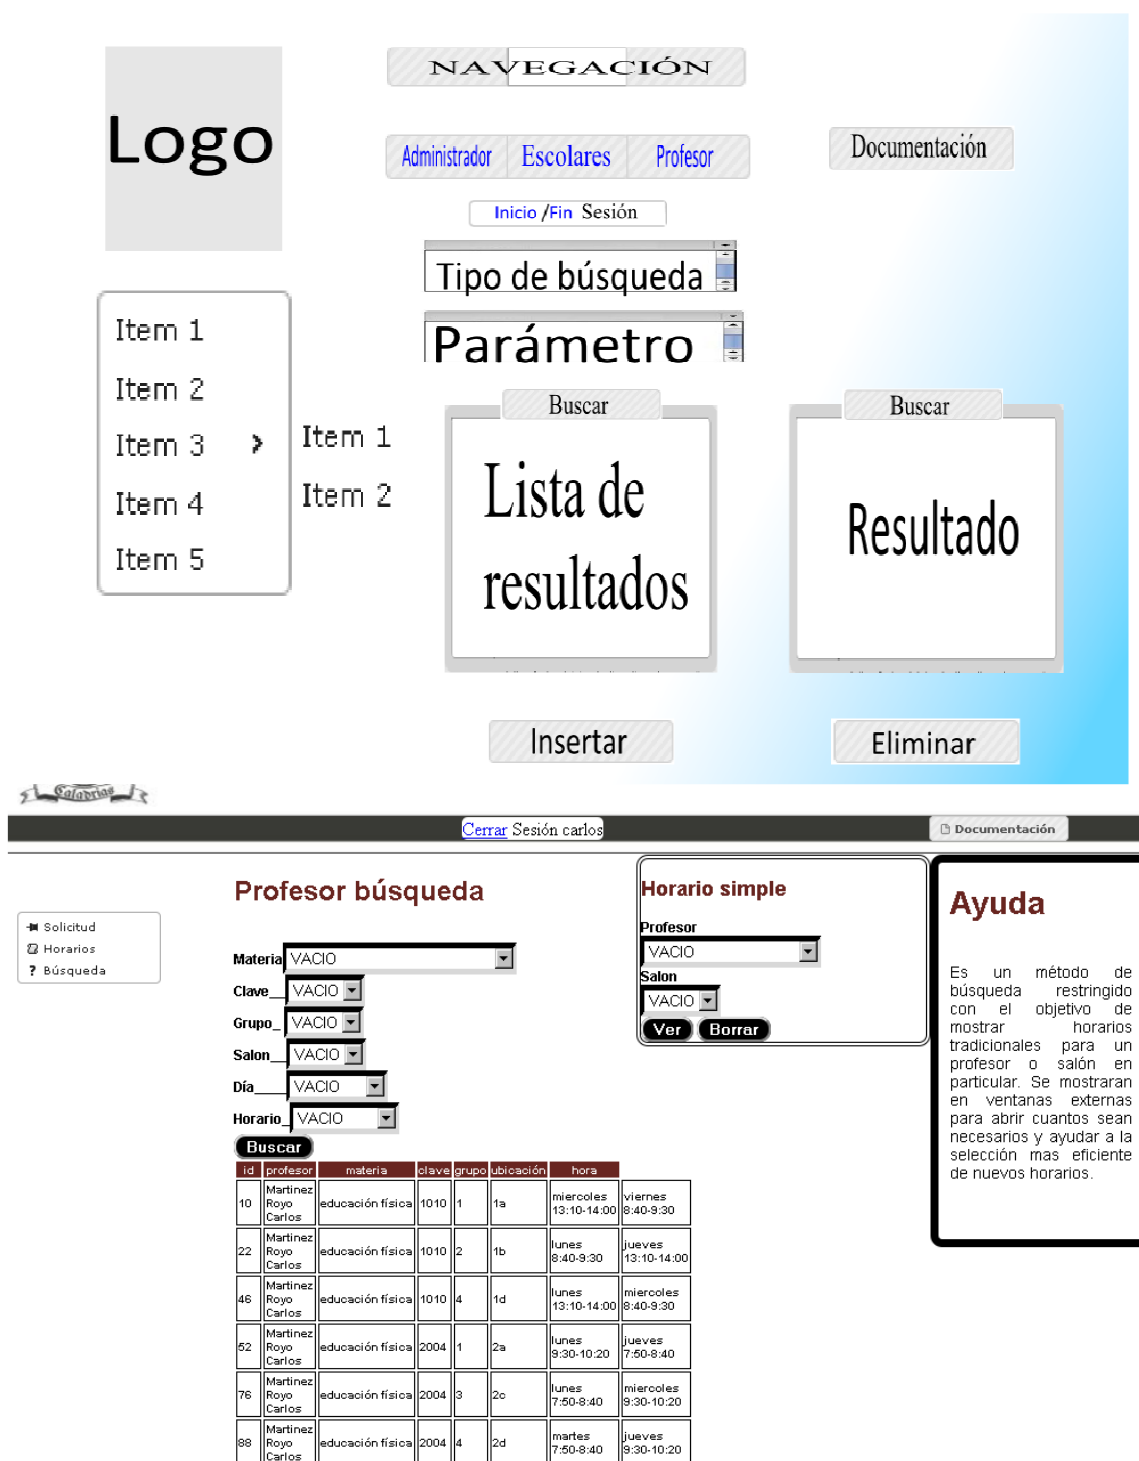 Logo
NAVEGACIÓN
Administrador Escolares Profesor
Documentación
Inicio /Fin Sesión
Tipo de búsqueda
Parámetro
Item 1
Item 2
Item 3 >
Item 4
Item 5
Item 1
Item 2
Buscar
Lista de
resultados
Buscar
Resultado
Insertar
Eliminar
Caladrias
Cerrar Sesión carlos
Documentación
Solicitud
Horarios
? Búsqueda
Profesor búsqueda
Materia VACIO
Clave__ VACIO
Grupo_ VACIO
Salon__ VACIO
Día____ VACIO
Horario_ VACIO
Buscar
Horario simple
Profesor
VACIO
Salon
VACIO
Ver Borrar
Ayuda
Es un método de
búsqueda restringido
con el objetivo de
mostrar horarios
tradicionales para un
profesor o salón en
particular. Se mostraran
en ventanas externas
para abrir cuantos sean
necesarios y ayudar a la
selección mas eficiente
de nuevos horarios.
id profesor materia clave grupo ubicación hora
10 Martinez Royo Carlos educación física 1010 1 1a miercoles 13:10-14:00 viernes 8:40-9:30
22 Martinez Royo Carlos educación física 1010 2 1b lunes 8:40-9:30 jueves 13:10-14:00
46 Martinez Royo Carlos educación física 1010 4 1d lunes 13:10-14:00 miercoles 8:40-9:30
52 Martinez Royo Carlos educación física 2004 1 2a lunes 9:30-10:20 jueves 7:50-8:40
76 Martinez Royo Carlos educación física 2004 3 2c lunes 7:50-8:40 miercoles 9:30-10:20
88 Martinez Royo Carlos educación física 2004 4 2d martes 7:50-8:40 jueves 9:30-10:20